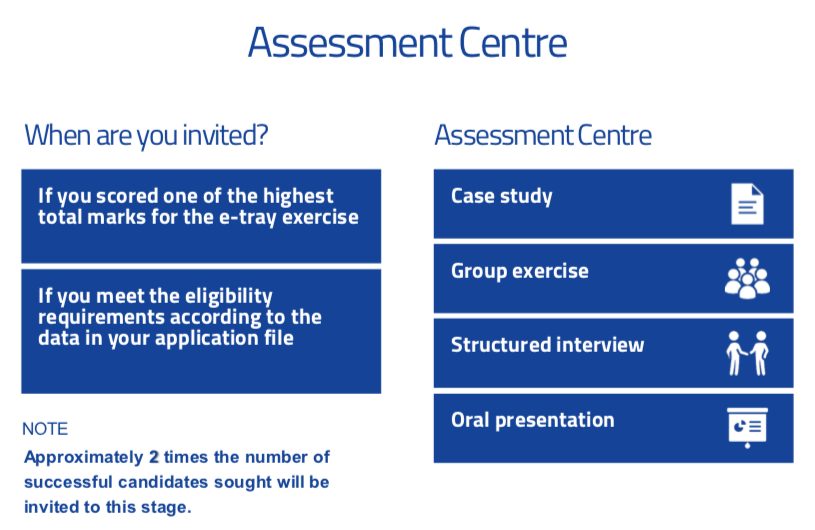 Assessment Centre
When are you invited?
If you scored one of the highest
total marks for the e-tray exercise
If you meet the eligibility
requirements according to the
data in your application file
NOTE
Approximately 2 times the number of
successful candidates sought will be
invited to this stage.
Assessment Centre
Case study
Group exercise
Structured interview
Oral presentation